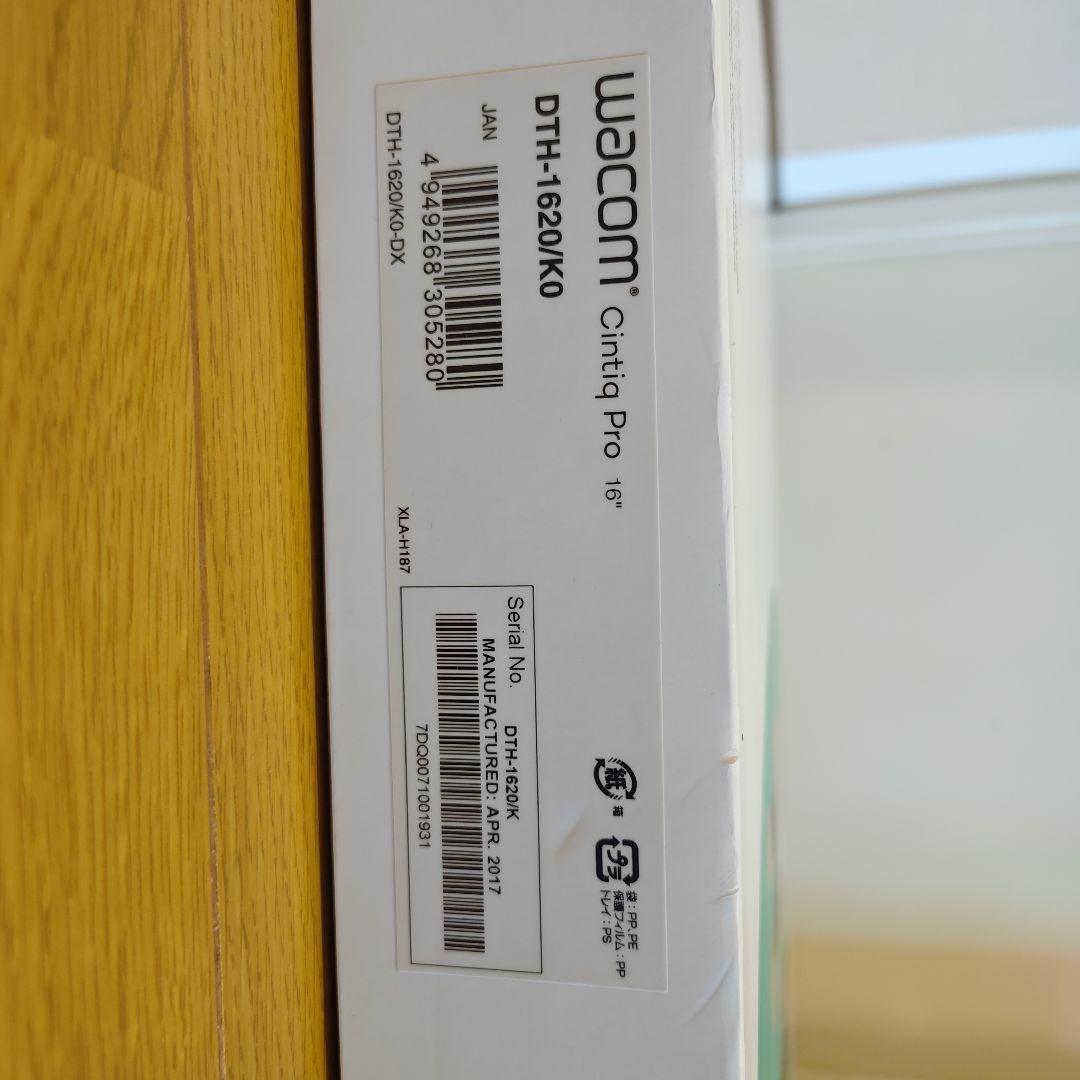 wacom® Cintiq Pro 16"
DTH-1620/K0
JAN
4 949268 305280
DTH-1620/K0-DX
XLA-H187
Serial No. DTH-1620/K
MANUFACTURED: APR. 2017
7DQ0071001931
紙
箱
プラ
袋：PP,PE
保護フィルム：PP
トレイ：PS